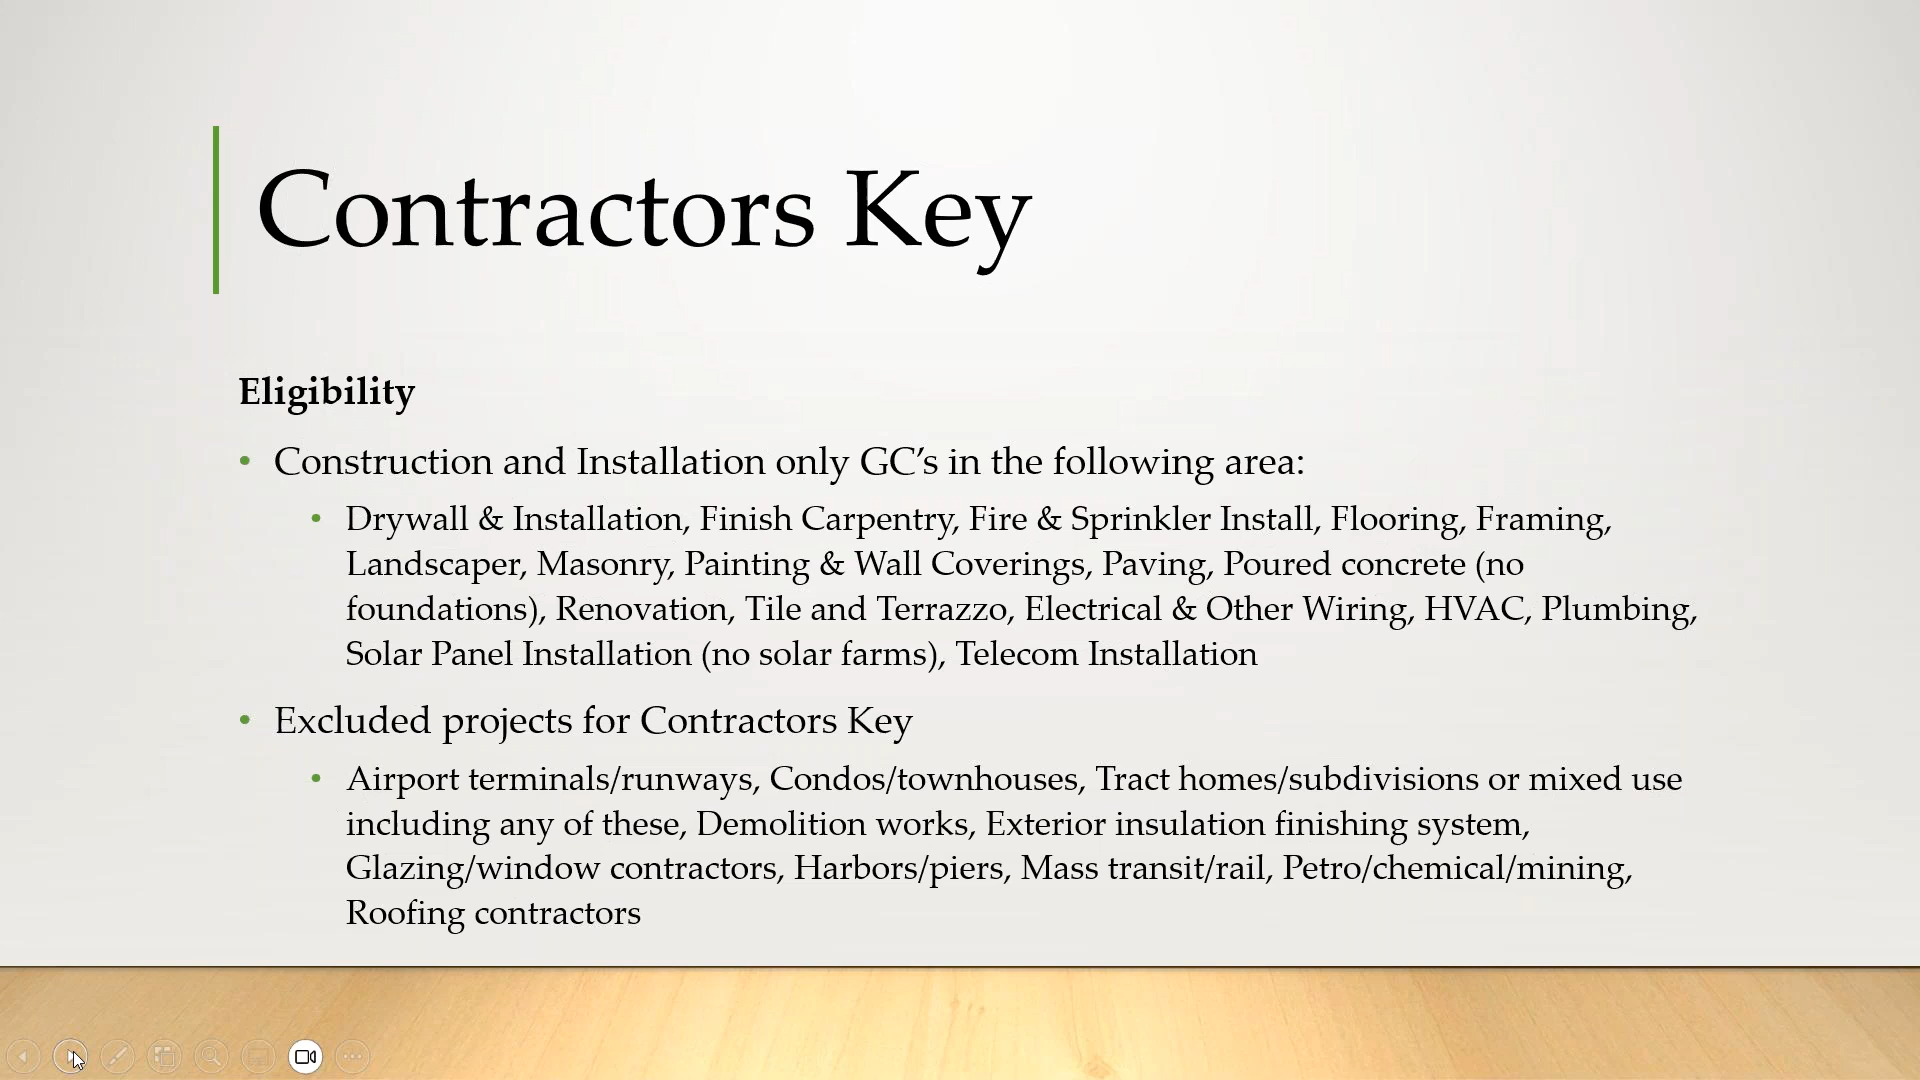 Contractors Key
Eligibility
• Construction and Installation only GC’s in the following area:
• Drywall & Installation, Finish Carpentry, Fire & Sprinkler Install, Flooring, Framing,
Landscaper, Masonry, Painting & Wall Coverings, Paving, Poured concrete (no
foundations), Renovation, Tile and Terrazzo, Electrical & Other Wiring, HVAC, Plumbing,
Solar Panel Installation (no solar farms), Telecom Installation
• Excluded projects for Contractors Key
• Airport terminals/runways, Condos/townhouses, Tract homes/subdivisions or mixed use
including any of these, Demolition works, Exterior insulation finishing system,
Glazing/window contractors, Harbors/piers, Mass transit/rail, Petro/chemical/mining,
Roofing contractors